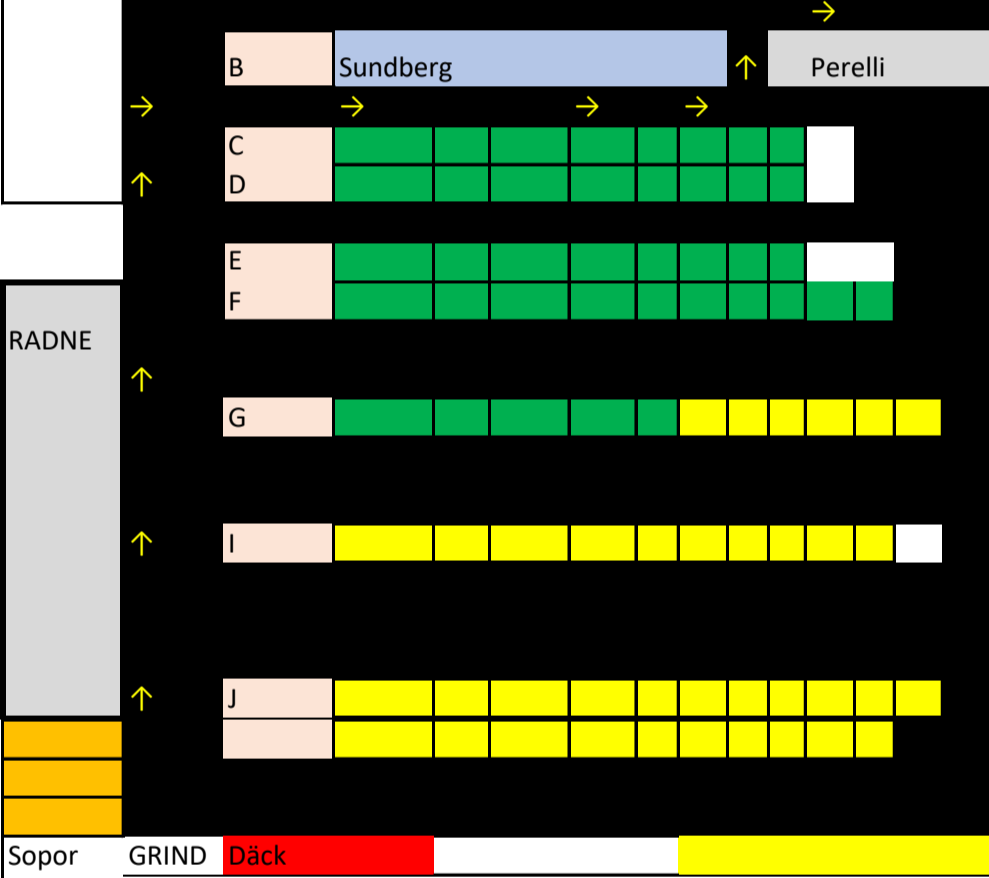 →
B Sundberg ↑ Perelli
→ → → →
C
↑ D
E
F
RADNE
↑
G
↑ I
↑ J
Sopor GRIND Däck